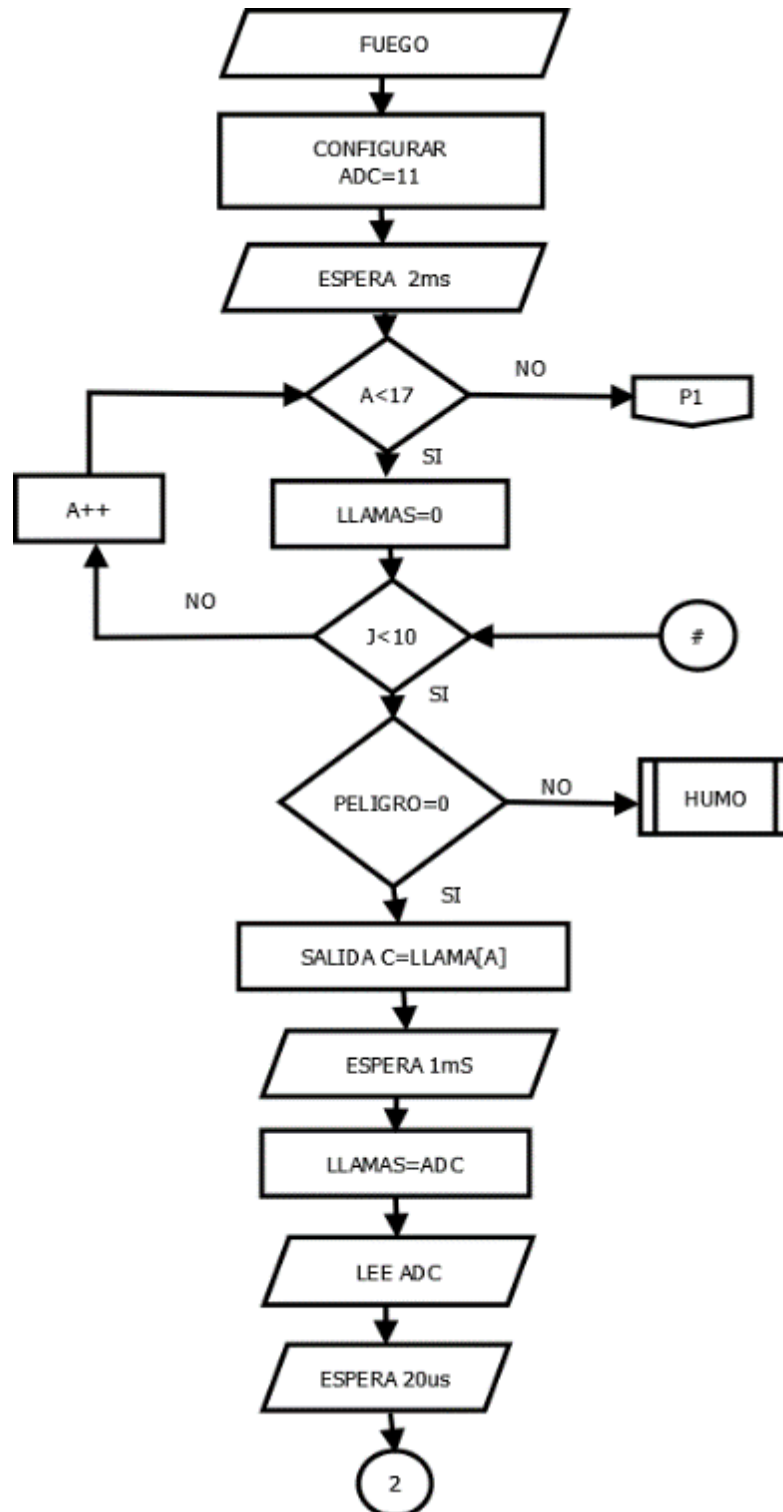 FUEGO
CONFIGURAR
ADC=11
ESPERA 2ms
A<17
NO
P1
SI
A++
LLAMAS=0
NO
J<10
#
SI
PELIGRO=0
NO
HUMO
SI
SALIDA C=LLAMA[A]
ESPERA 1mS
LLAMAS=ADC
LEE ADC
ESPERA 20us
2